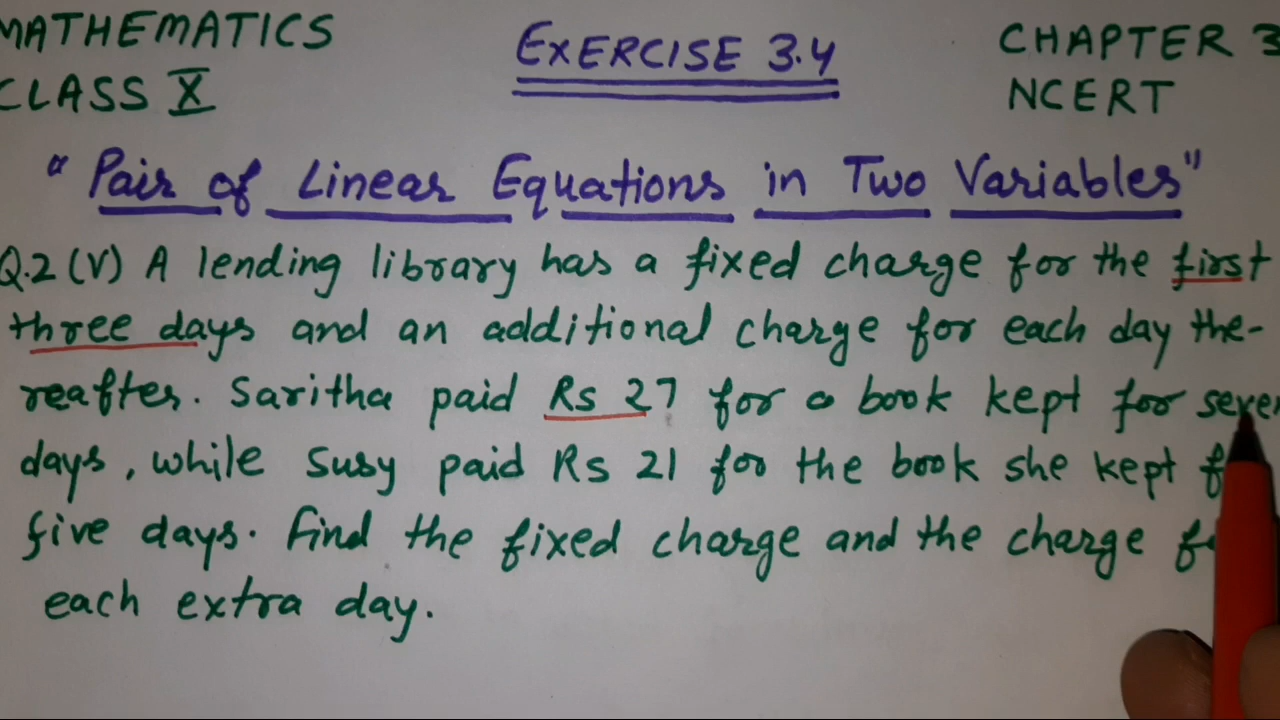 MATHEMATICS
CLASS X
EXERCISE 3.4
CHAPTER 3
NCERT
"Pair of Linear Equations in Two Variables"
Q.2 (V) A lending library has a fixed charge for the first
three days and an additional charge for each day the-
reafter. Saritha paid Rs 27 for a book kept for seven
days, while Susy paid Rs 21 for the book she kept
five days. Find the fixed charge and the charge
each extra day.